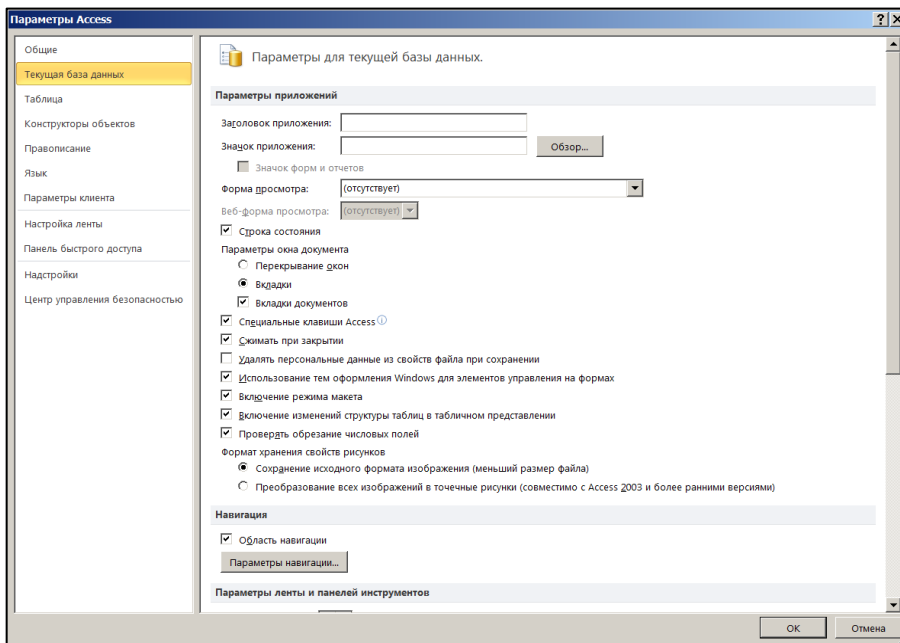 Параметры Access
Общие
Текущая база данных
Таблица
Конструкторы объектов
Правописание
Язык
Параметры клиента
Настройка ленты
Панель быстрого доступа
Надстройки
Центр управления безопасностью
Параметры для текущей базы данных.
Параметры приложений
Заголовок приложения:
Значок приложения:
Обзор...
Значок форм и отчетов
Форма просмотра:
(отсутствует)
Веб-форма просмотра:
(отсутствует)
Строка состояния
Параметры окна документа
Перекрывание окон
Вкладки
Вкладки документов
Специальные клавиши Access
Сжимать при закрытии
Удалять персональные данные из свойств файла при сохранении
Использование тем оформления Windows для элементов управления на формах
Включение режима макета
Включение изменений структуры таблиц в табличном представлении
Проверять обрезание числовых полей
Формат хранения свойств рисунков
Сохранение исходного формата изображения (меньший размер файла)
Преобразование всех изображений в точечные рисунки (совместимо с Access 2003 и более ранними версиями)
Навигация
Область навигации
Параметры навигации...
Параметры ленты и панелей инструментов
ОК
Отмена